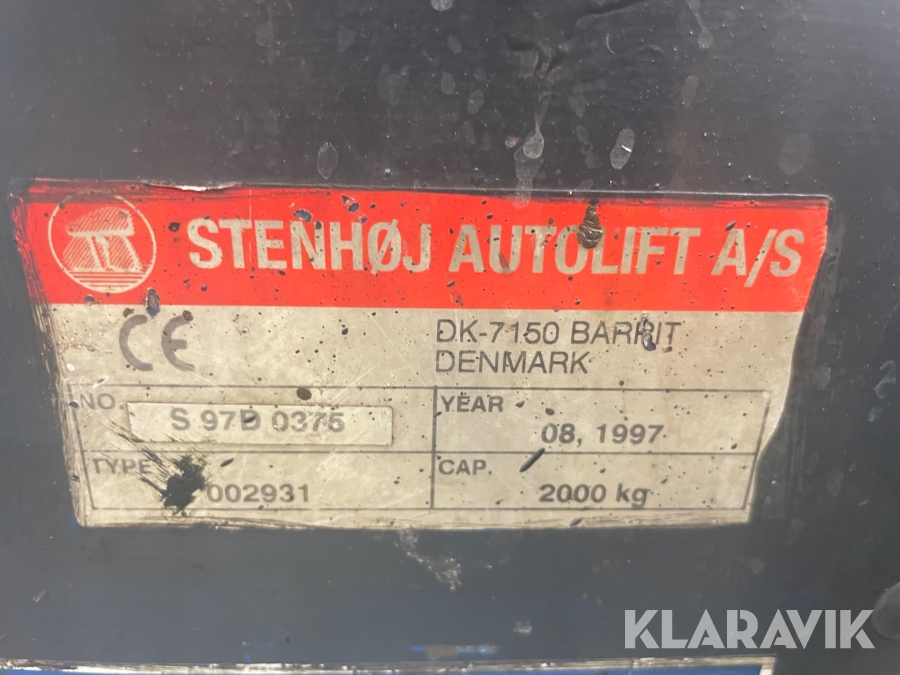 STENHØJ AUTOLIFT A/S
CE
DK-7150 BARRIT
DENMARK
NO. S 97D 0375
YEAR 08, 1997
TYPE 002931
CAP. 2000 kg
KLARAVIK